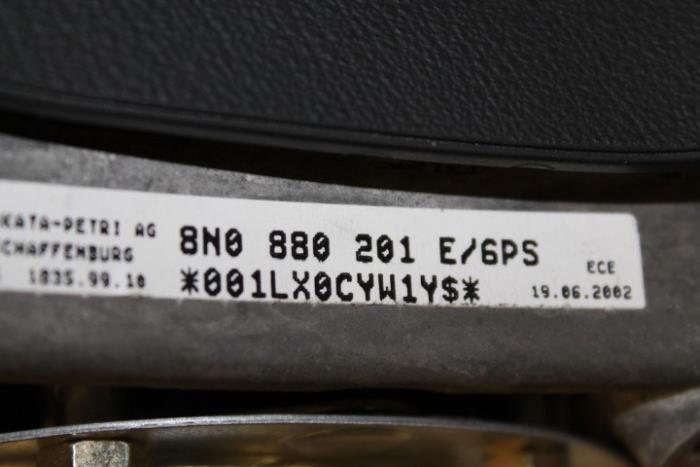 KATA-PETRI AG
CHAFFENBURG
1835.99.10
8N0 880 201 E/6PS
*001LX0CYW1Y$*
ECE
19.06.2002